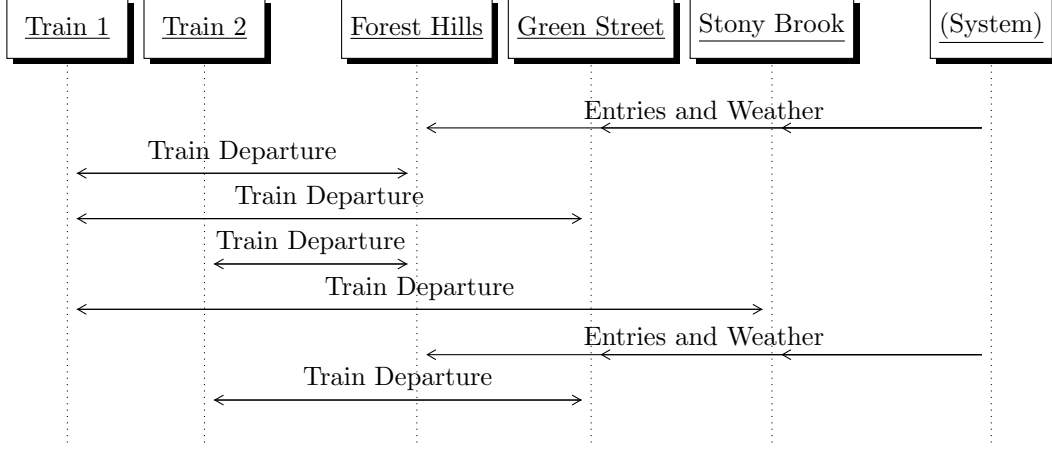 Train 1 Train 2 Forest Hills Green Street Stony Brook (System)
Entries and Weather
Train Departure
Train Departure
Train Departure
Train Departure
Entries and Weather
Train Departure